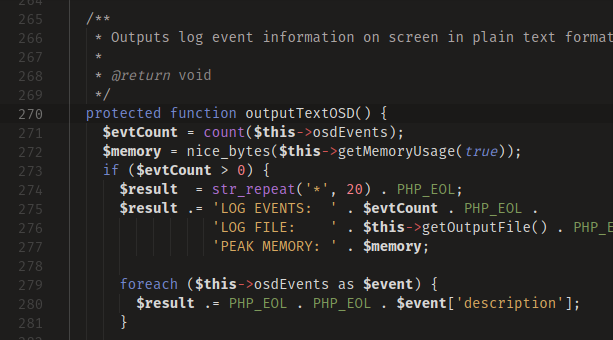 264
265 /**
266 * Outputs log event information on screen in plain text format
267 *
268 * @return void
269 */
270 protected function outputTextOSD() {
271 $evtCount = count($this->osdEvents);
272 $memory = nice_bytes($this->getMemoryUsage(true));
273 if ($evtCount > 0) {
274 $result  = str_repeat('*', 20) . PHP_EOL;
275 $result .= 'LOG EVENTS:  ' . $evtCount . PHP_EOL .
276 'LOG FILE:    ' . $this->getOutputFile() . PHP_E
277 'PEAK MEMORY: ' . $memory;
278
279 foreach ($this->osdEvents as $event) {
280 $result .= PHP_EOL . PHP_EOL . $event['description'];
281 }